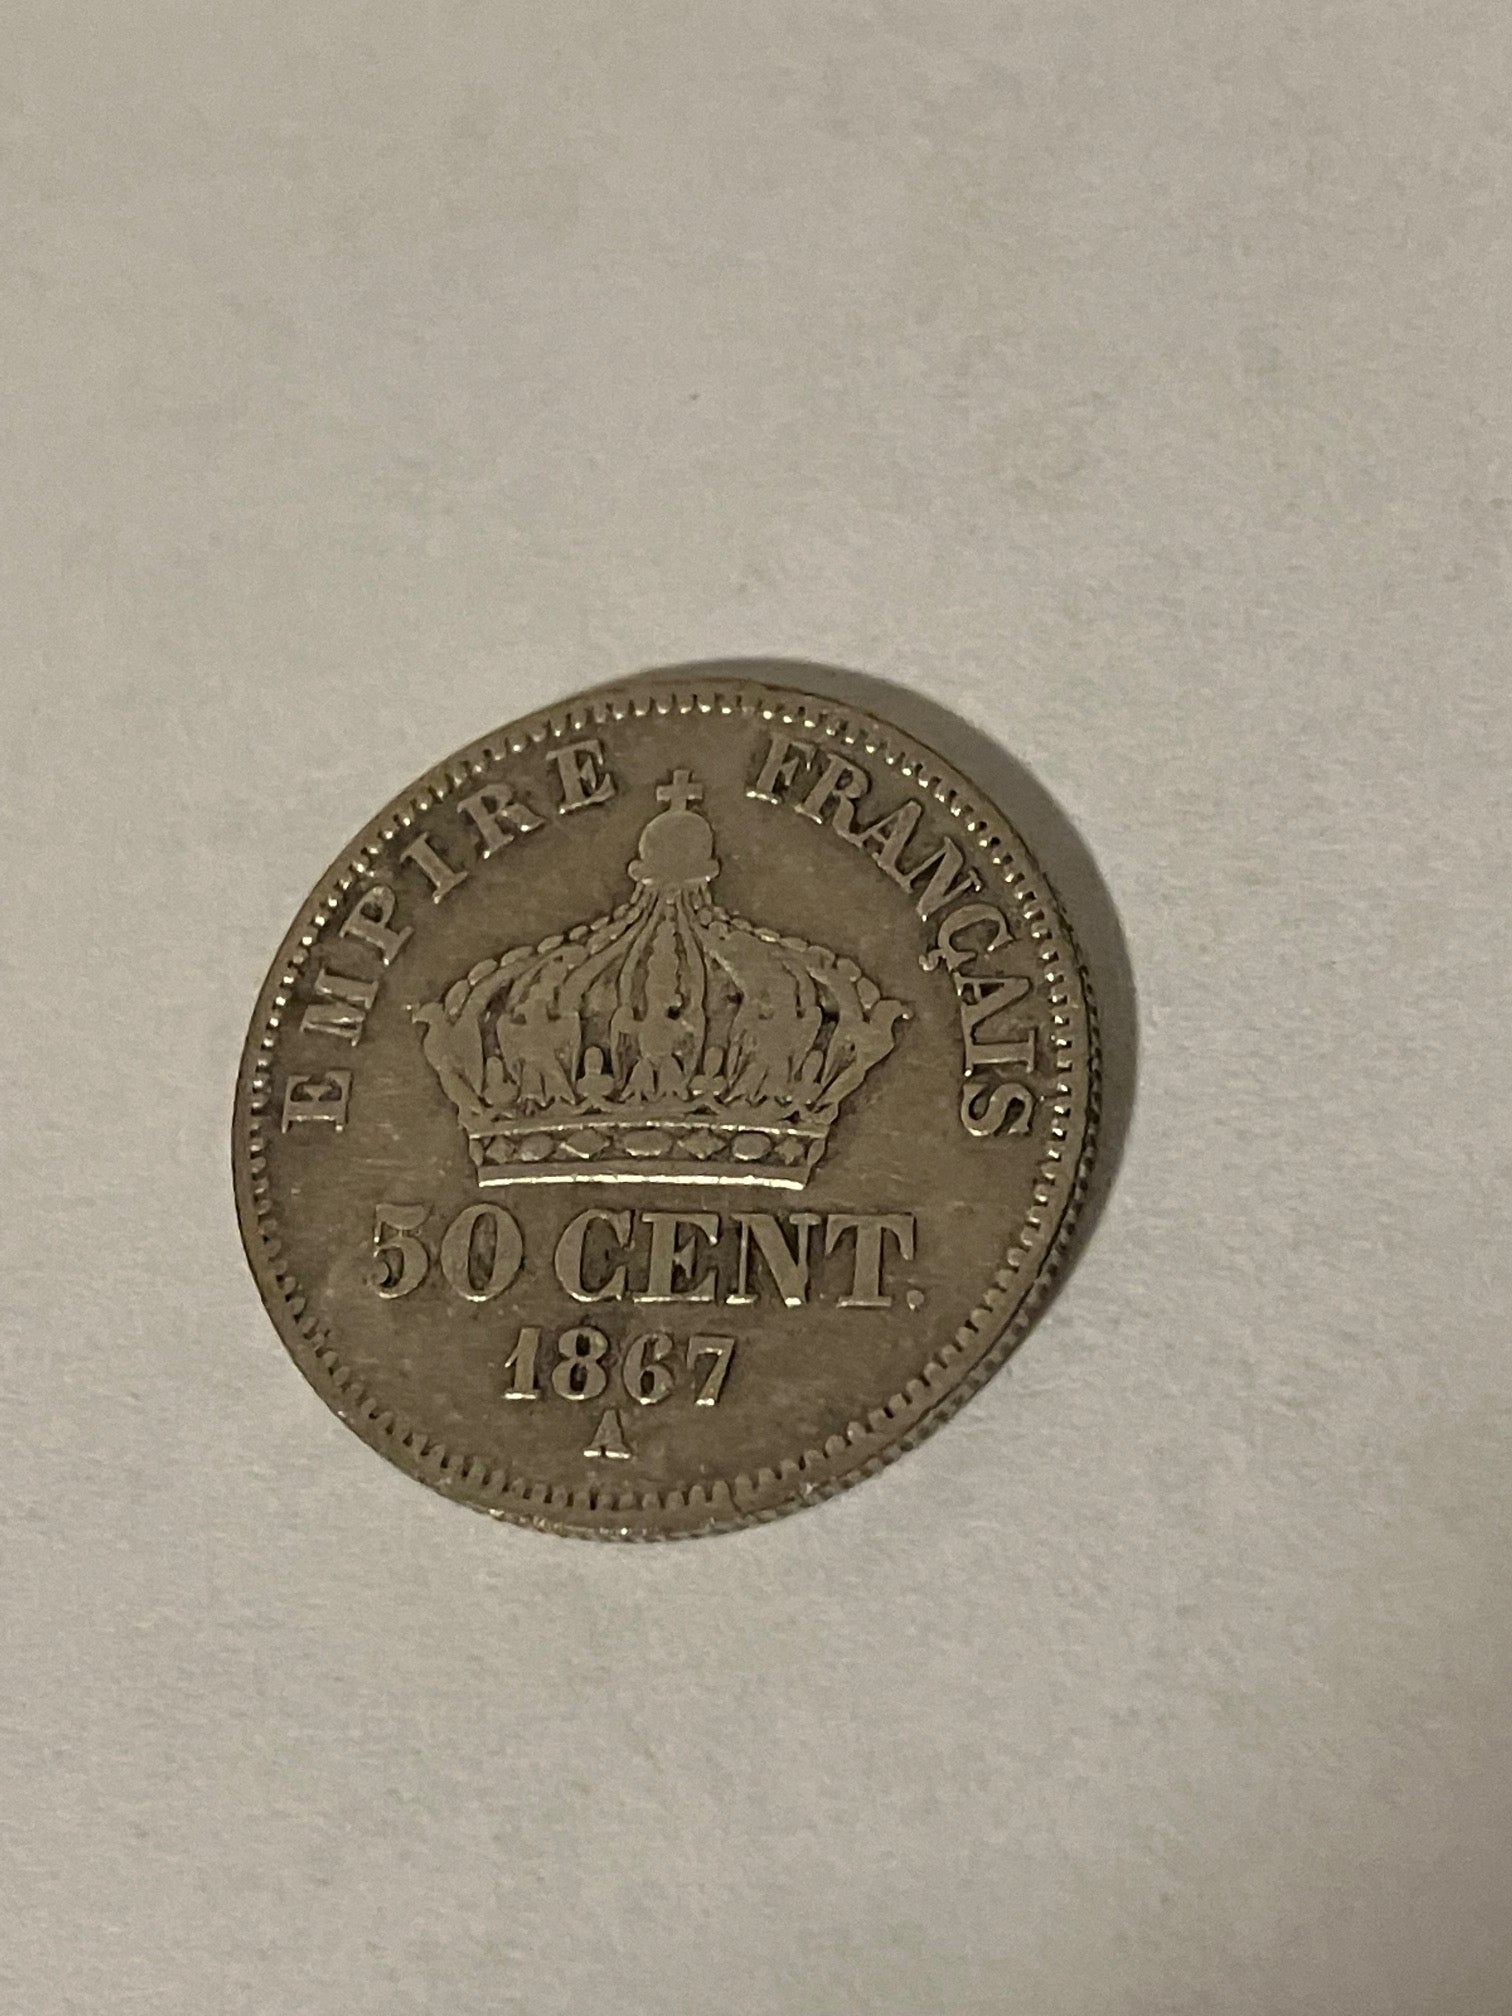 EMPIRE FRANÇAIS
50 CENT.
1867
A